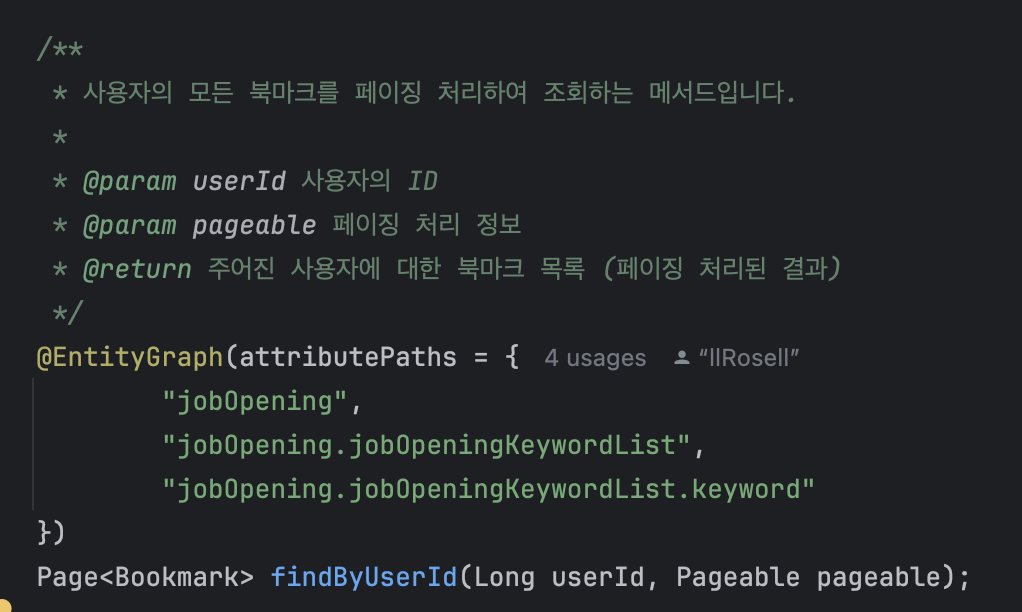 /**
 * 사용자의 모든 북마크를 페이징 처리하여 조회하는 메서드입니다.
 *
 * @param userId 사용자의 ID
 * @param pageable 페이징 처리 정보
 * @return 주어진 사용자에 대한 북마크 목록 (페이징 처리된 결과)
 */
@EntityGraph(attributePaths = { 4 usages “llRosell”
        "jobOpening",
        "jobOpening.jobOpeningKeywordList",
        "jobOpening.jobOpeningKeywordList.keyword"
})
Page<Bookmark> findByUserId(Long userId, Pageable pageable);